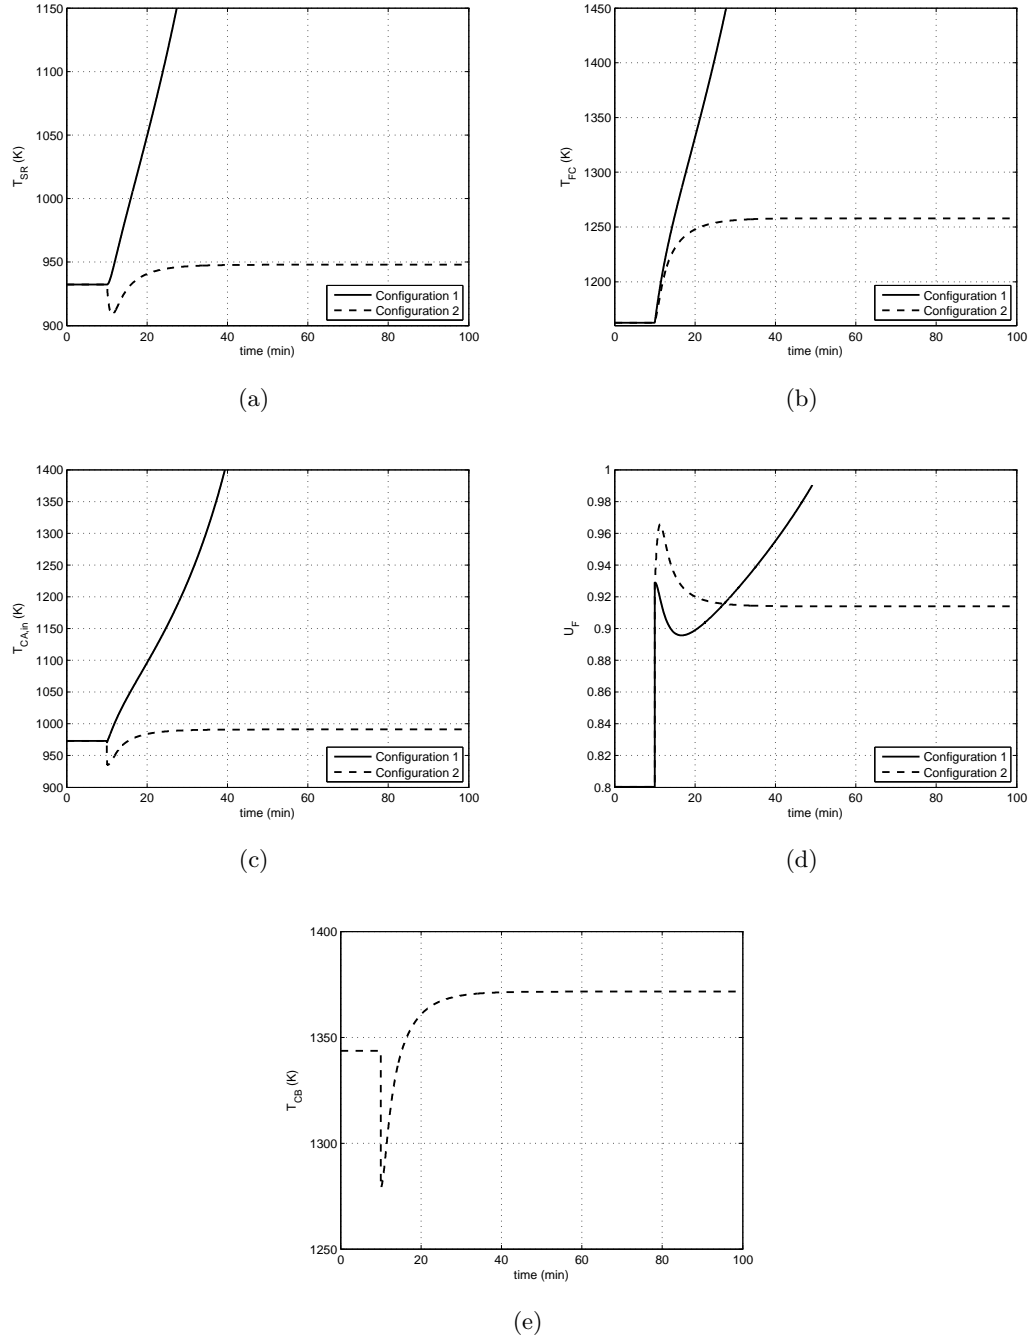 1150
1100
1050
1000
950
900
T_SR (K)
0 20 40 60 80 100
time (min)
Configuration 1
Configuration 2
(a)
1450
1400
1350
1300
1250
1200
T_FC (K)
0 20 40 60 80 100
time (min)
Configuration 1
Configuration 2
(b)
1400
1350
1300
1250
1200
1150
1100
1050
1000
950
900
T_CA,in (K)
0 20 40 60 80 100
time (min)
Configuration 1
Configuration 2
(c)
1
0.98
0.96
0.94
0.92
0.9
0.88
0.86
0.84
0.82
0.8
U_F
0 20 40 60 80 100
time (min)
Configuration 1
Configuration 2
(d)
1400
1350
1300
1250
T_CB (K)
0 20 40 60 80 100
time (min)
(e)